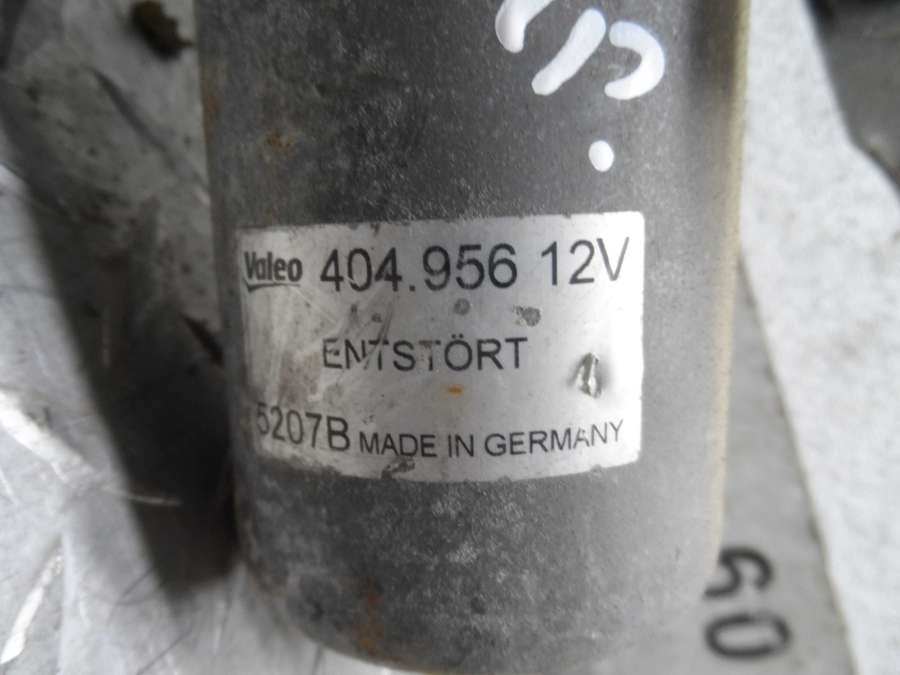 Valeo 404.956 12V
ENTSTÖRT
5207B MADE IN GERMANY
60